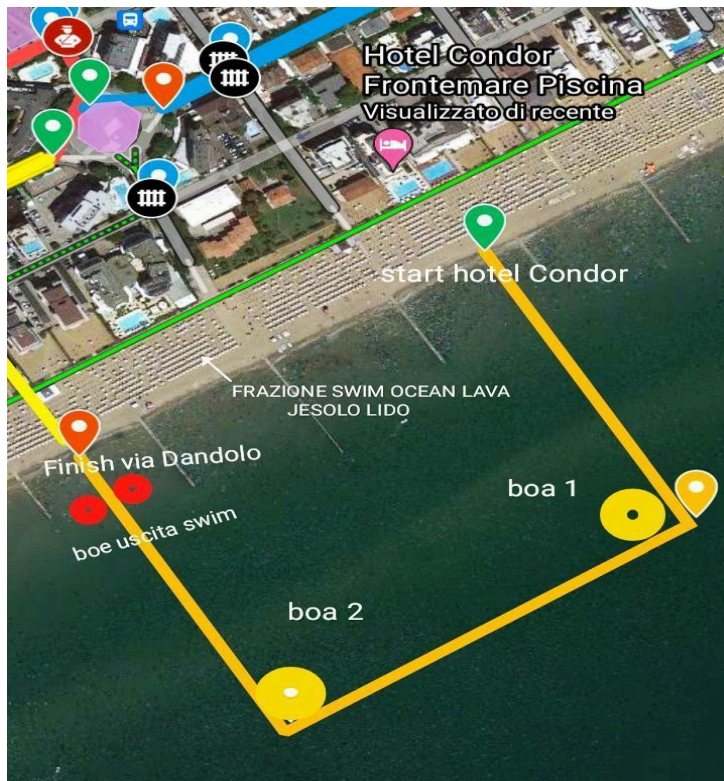 Hotel Condor
Frontemare Piscina
Visualizzato di recente
start hotel Condor
FRAZIONE SWIM OCEAN LAVA
JESOLO LIDO
Finish via Dandolo
boa 1
boe uscita swim
boa 2